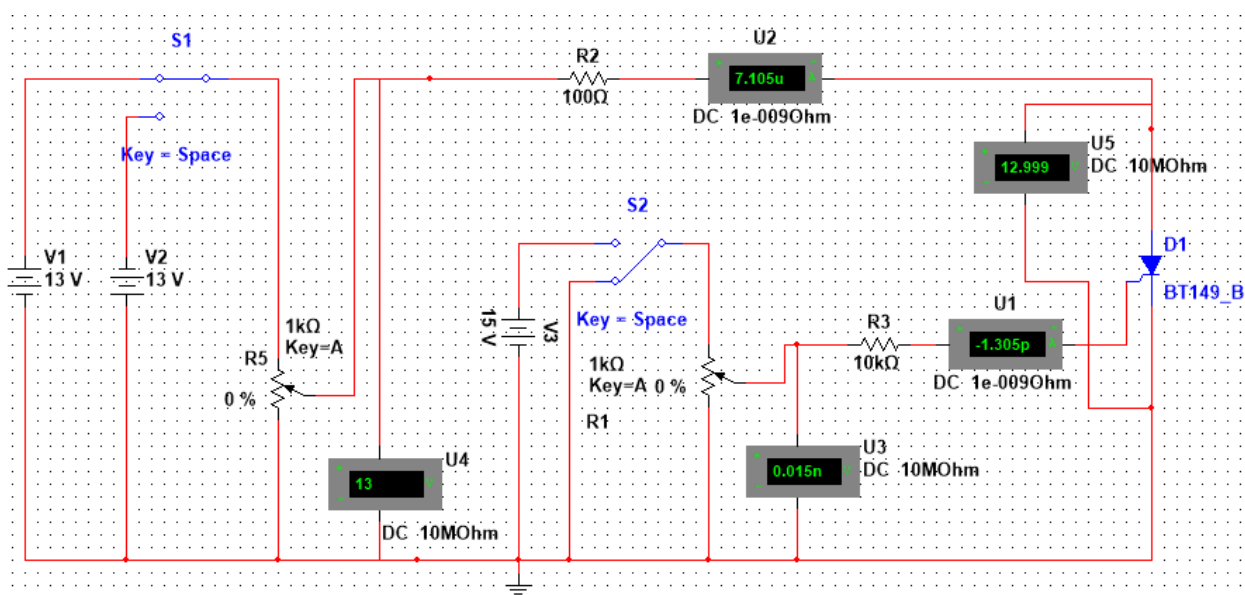 S1
Key = Space
V1
13 V
V2
13 V
1kΩ
Key=A
R5
0 %
R2
100Ω
U2
7.105u
DC 1e-009Ohm
U4
13
DC 10MOhm
S2
Key = Space
V3
15 V
1kΩ
Key=A 0 %
R1
R3
10kΩ
U1
-1.305p
DC 1e-009Ohm
U3
0.015n
DC 10MOhm
U5
12.999
DC 10MOhm
D1
BT149_B